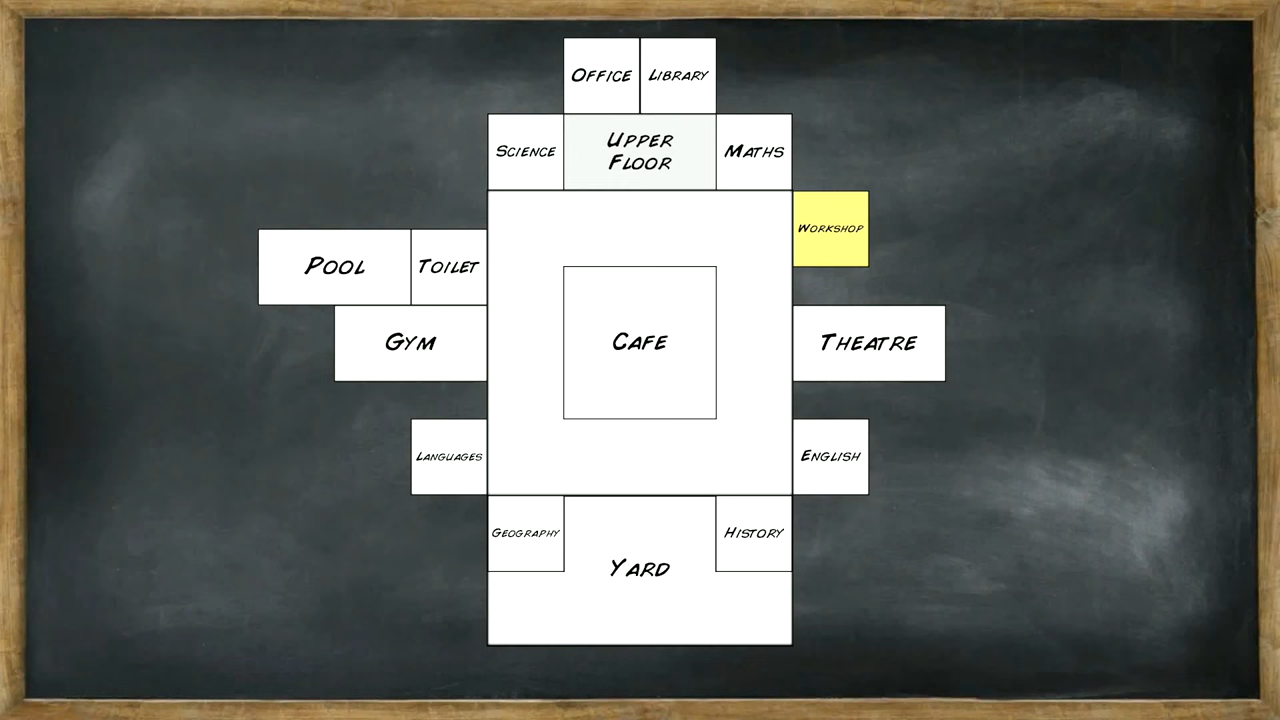 Office Library
Science
Upper
Floor
Maths
Workshop
Pool
Toilet
Gym
Cafe
Theatre
Languages
English
Geography
History
Yard